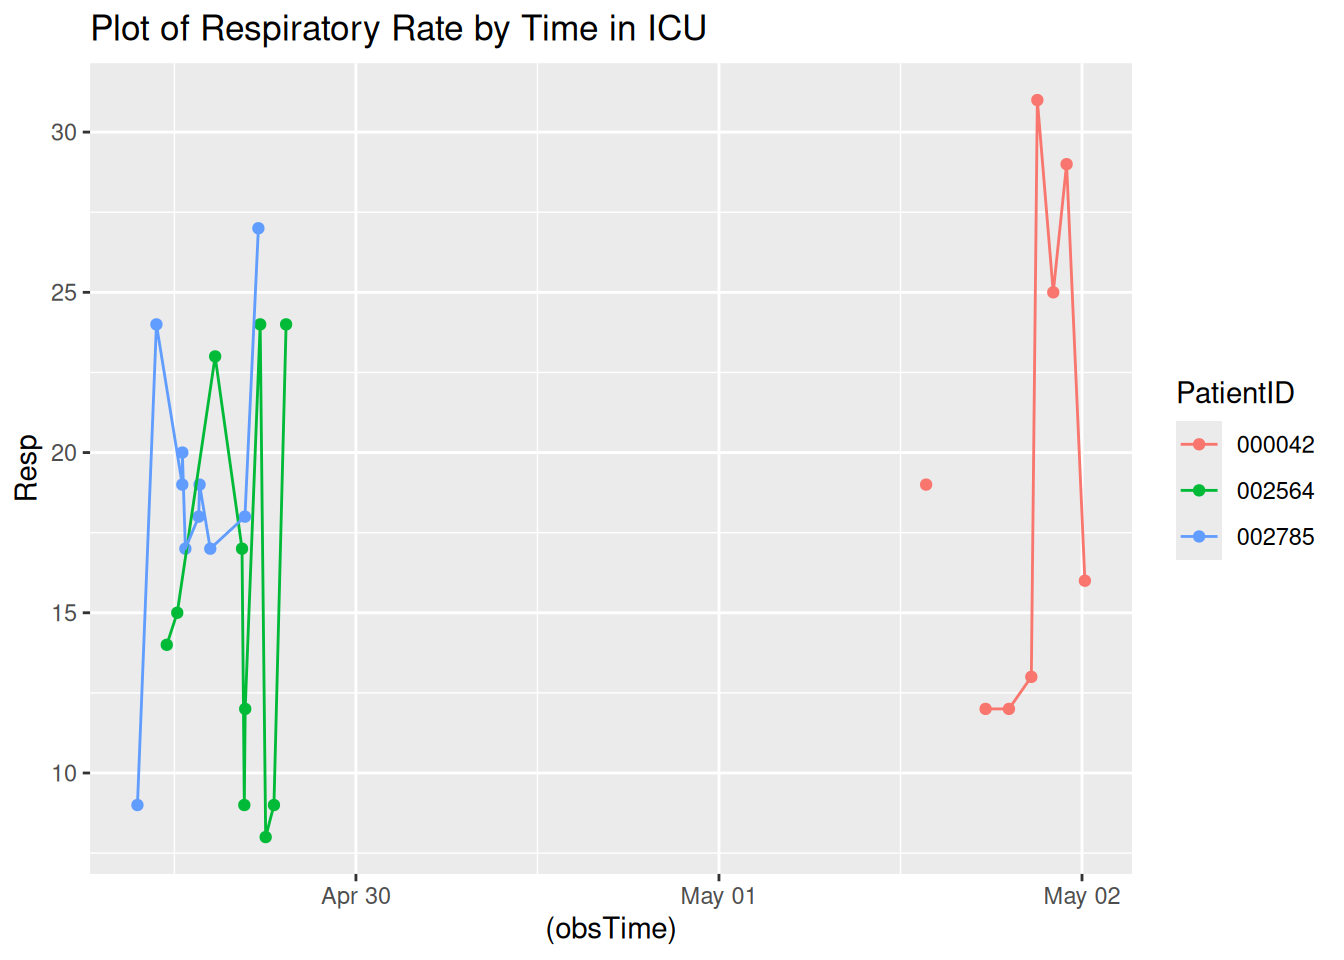 Plot of Respiratory Rate by Time in ICU
Resp
30
25
20
15
10
Apr 30
May 01
May 02
(obsTime)
PatientID
000042
002564
002785